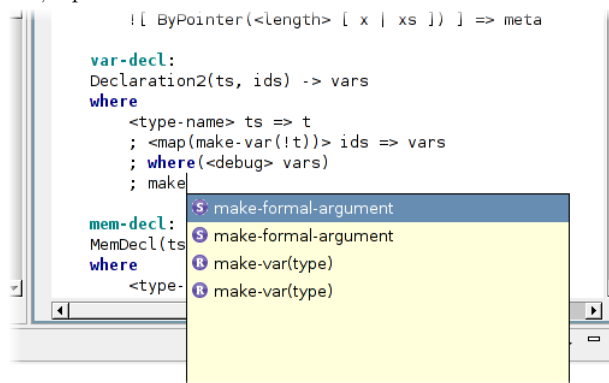 ![ ByPointer(<length> [ x | xs ]) ] => meta
var-decl:
Declaration2(ts, ids) -> vars
where
<type-name> ts => t
; <map(make-var(!t))> ids => vars
; where(<debug> vars)
; make
S make-formal-argument
mem-decl:
S make-formal-argument
MemDecl(ts
R make-var(type)
where
<type-
R make-var(type)